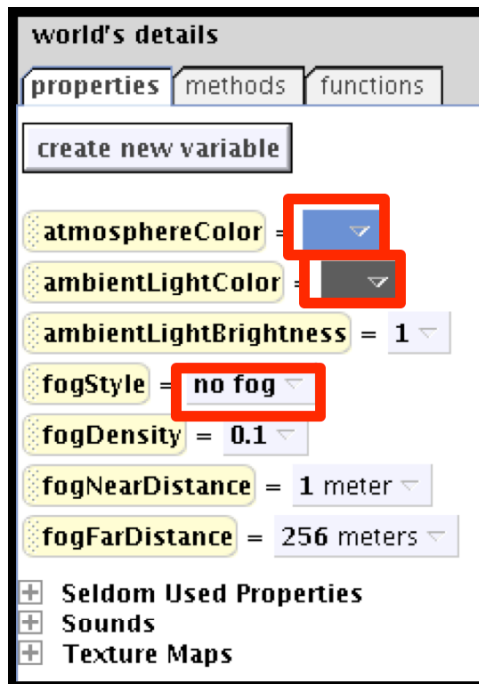 world's details
properties methods functions
create new variable
atmosphereColor =
ambientLightColor =
ambientLightBrightness = 1
fogStyle = no fog
fogDensity = 0.1
fogNearDistance = 1 meter
fogFarDistance = 256 meters
Seldom Used Properties
Sounds
Texture Maps